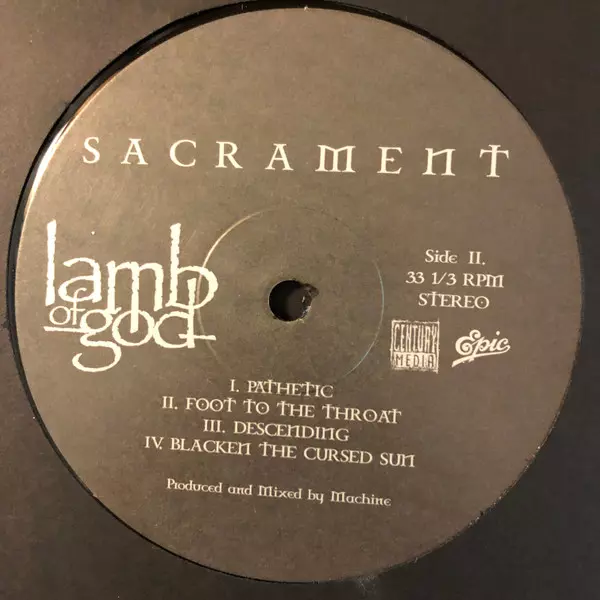 SACRAMENT
lamb
of god
Side II.
33 1/3 RPM
STEREO
CENTURY
MEDIA
Epic
I. PATHETIC
II. FOOT TO THE THROAT
III. DESCENDING
IV. BLACKEN THE CURSED SUN
Produced and Mixed by Machine